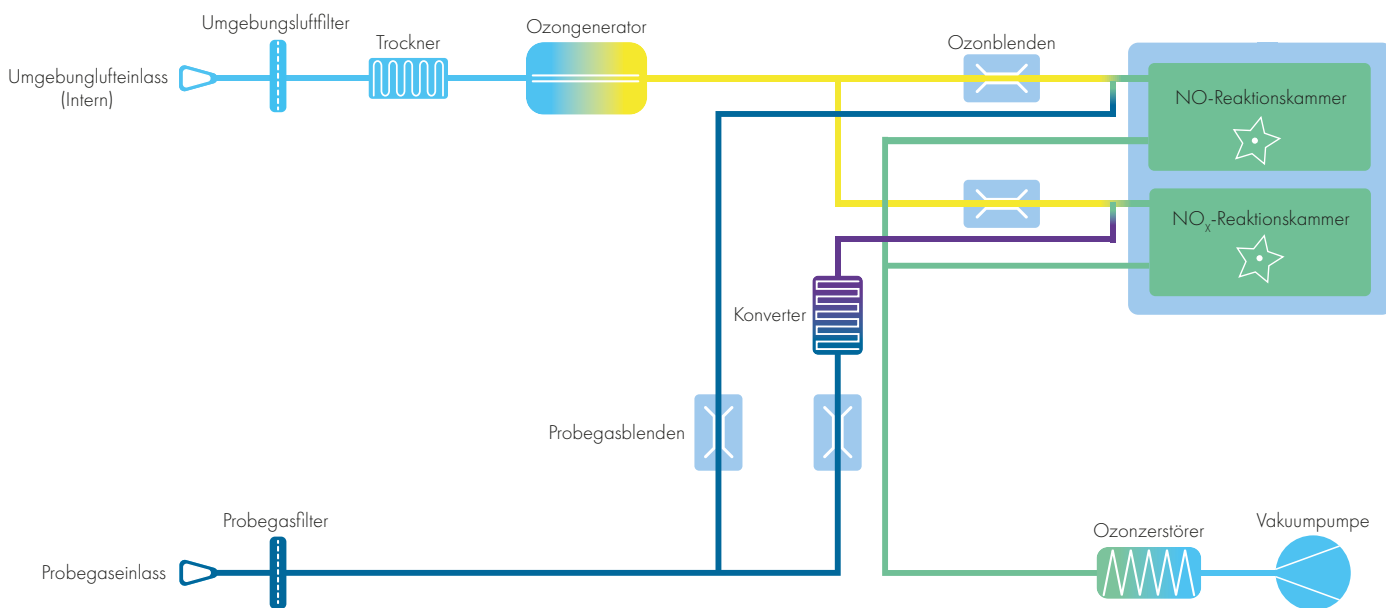 Umgebungsluftfilter
Trockner
Ozongenerator
Ozonblenden
Umgebunglufteinlass
(Intern)
NO-Reaktionskammer
NOx-Reaktionskammer
Konverter
Probegasblenden
Probegasfilter
Ozonzerstörer
Vakuumpumpe
Probegaseinlass